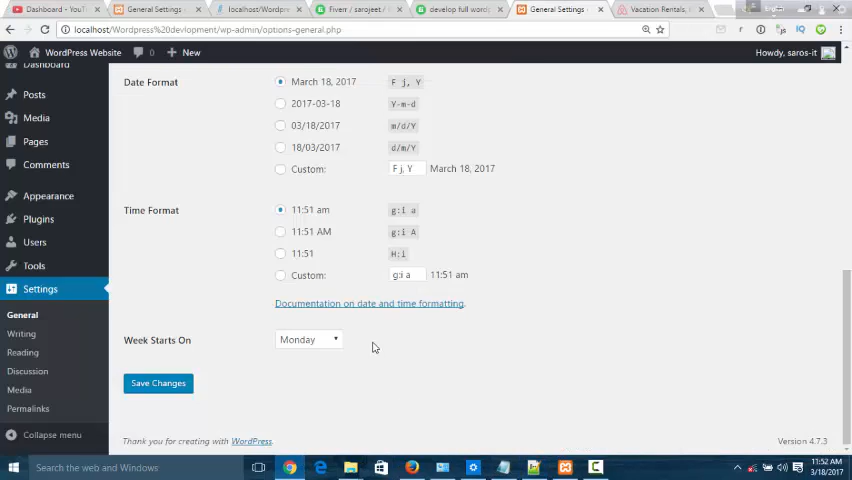 Dashboard - YouT
General Settings
localhost/Wordpre
Fiverr / sarojeet /
develop full wordp
General Settings
Vacation Rentals, H
localhost/Wordpress%20devlopment/wp-admin/options-general.php
WordPress Website 0 + New
Howdy, saros-it
Dashboard
Posts
Media
Pages
Comments
Appearance
Plugins
Users
Tools
Settings
General
Writing
Reading
Discussion
Media
Permalinks
Collapse menu
Date Format
March 18, 2017 F j, Y
2017-03-18 Y-m-d
03/18/2017 m/d/Y
18/03/2017 d/m/Y
Custom: F j, Y March 18, 2017
Time Format
11:51 am g:i a
11:51 AM g:i A
11:51 H:i
Custom: g:i a 11:51 am
Documentation on date and time formatting.
Week Starts On Monday
Save Changes
Thank you for creating with WordPress.
Version 4.7.3
Search the web and Windows
11:52 AM
3/18/2017